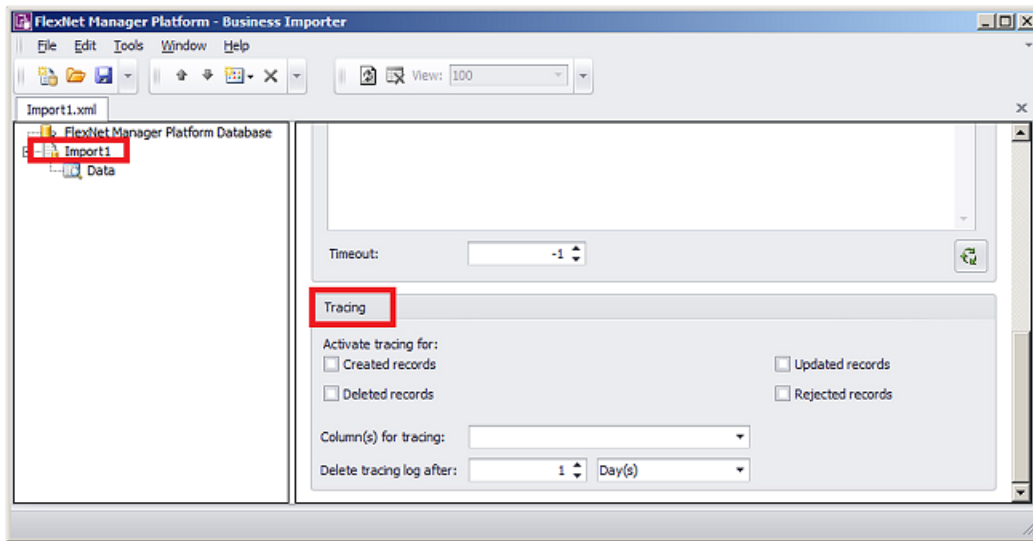 FlexNet Manager Platform - Business Importer
File Edit Tools Window Help
View: 100
Import1.xml
FlexNet Manager Platform Database
Import1
Data
Timeout: -1
Tracing
Activate tracing for:
Created records Updated records
Deleted records Rejected records
Column(s) for tracing:
Delete tracing log after: 1 Day(s)